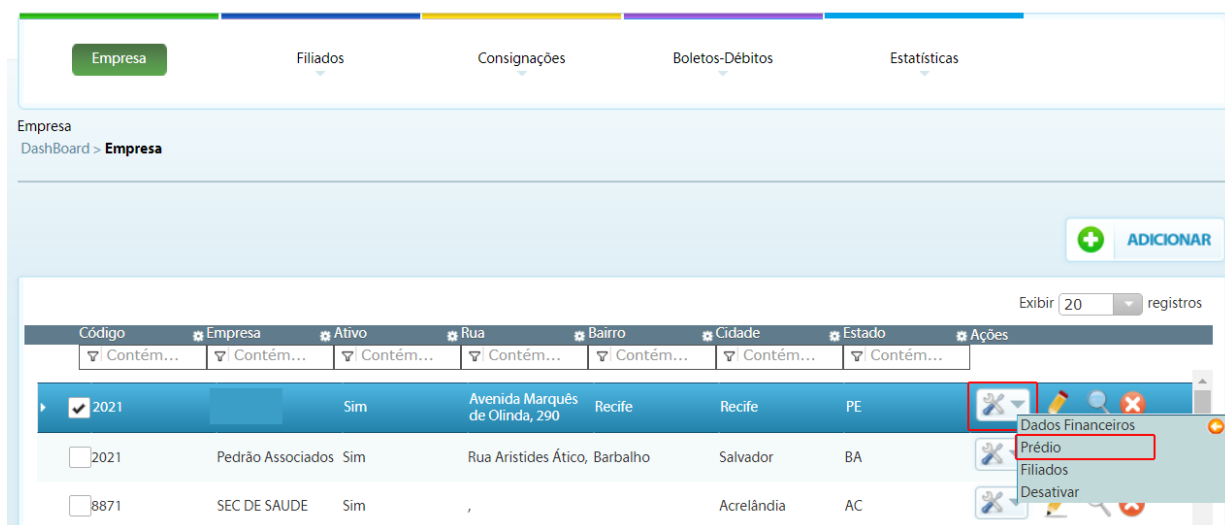 Empresa Filiados Consignações Boletos-Débitos Estatísticas
Empresa
DashBoard > Empresa
ADICIONAR
Exibir 20 registros
Código Empresa Ativo Rua Bairro Cidade Estado Ações
Contém... Contém... Contém... Contém... Contém... Contém... Contém...
2021 Sim Avenida Marquês de Olinda, 290 Recife Recife PE
Dados Financeiros
2021 Pedrão Associados Sim Rua Aristides Ático, Barbalho Salvador BA
Prédio
Filiados
Desativar
8871 SEC DE SAUDE Sim , Acrelândia AC